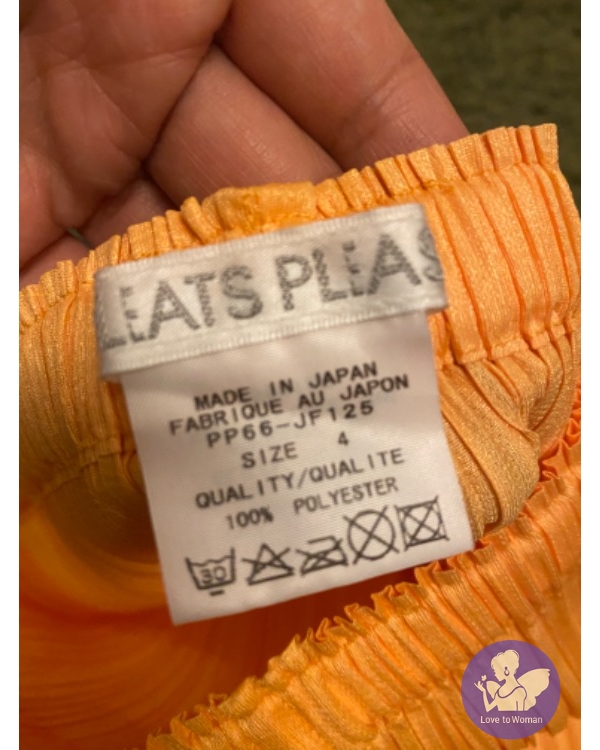 LEATS PLEAS
MADE IN JAPAN
FABRIQUE AU JAPON
PP66-JF125
SIZE 4
QUALITY/QUALITE
100% POLYESTER
30
Love to Woman